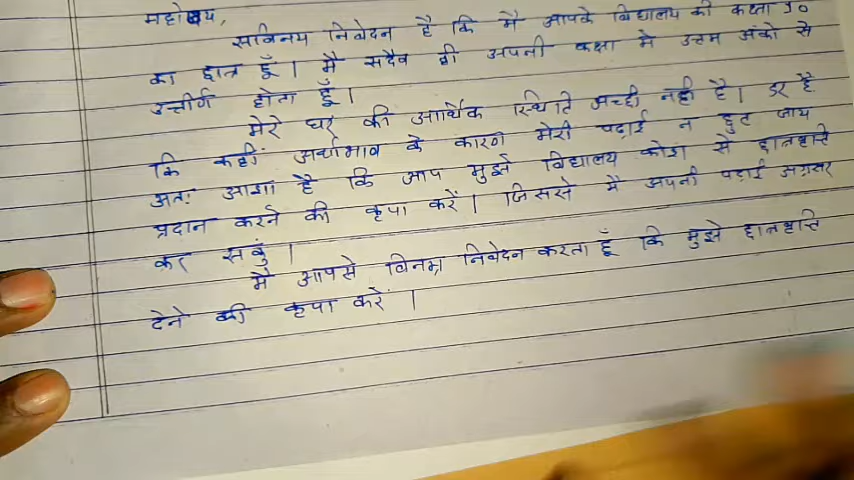 महोदय,
सविनय निवेदन है कि मै आपके विद्यालय की कक्षा 10
का छात्र हूँ। मै सदैव ही अपनी कक्षा मे उत्तम अंको से
उत्तीर्ण होता हूँ।
मेरे घर की आर्थिक स्थिति अच्छी नही है। डर है
कि कहीं अर्थाभाव के कारण मेरी पढ़ाई न छुट जाय
अतः आशा है कि आप मुझे विद्यालय कोश से छात्रवृत्ति
प्रदान करने की कृपा करें। जिससे मै अपनी पढ़ाई अग्रसर
कर सकुं।
मै आपसे विनम्र निवेदन करता हूँ कि मुझे छात्रवृत्ति
देने की कृपा करें।